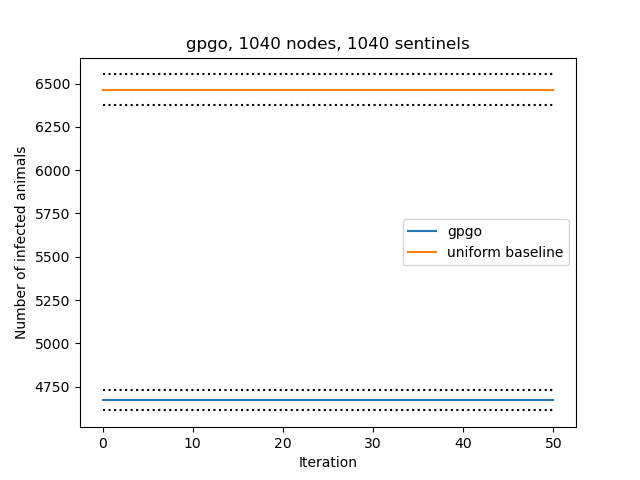 gpgo, 1040 nodes, 1040 sentinels
Number of infected animals
6500
6250
6000
5750
5500
5250
5000
4750
gpgo
uniform baseline
0 10 20 30 40 50
Iteration